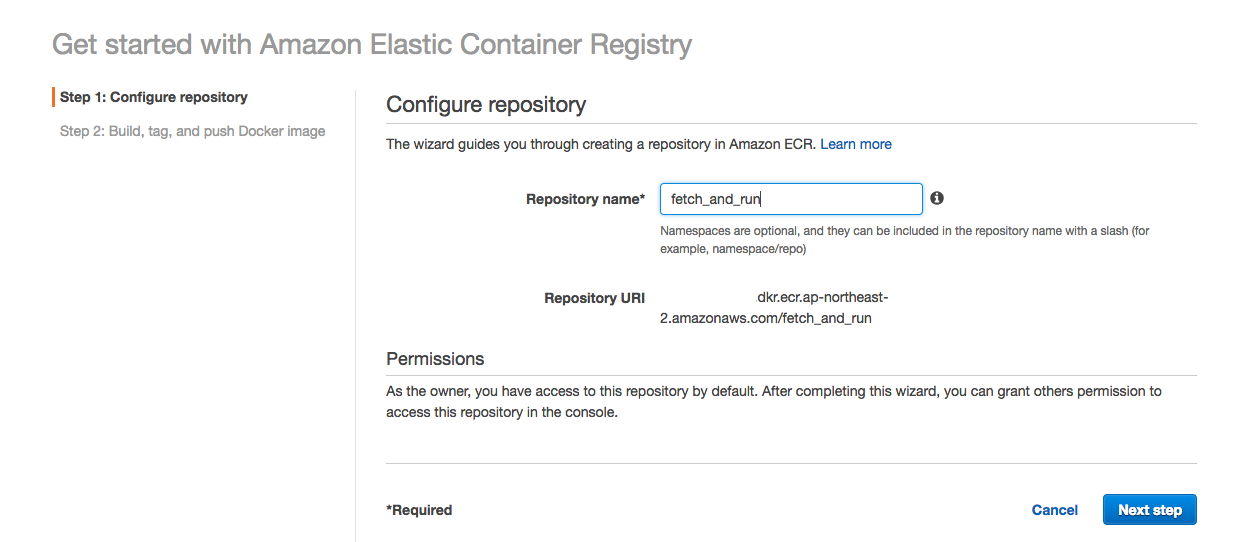 Get started with Amazon Elastic Container Registry
Step 1: Configure repository
Step 2: Build, tag, and push Docker image
Configure repository
The wizard guides you through creating a repository in Amazon ECR. Learn more
Repository name* fetch_and_run
Namespaces are optional, and they can be included in the repository name with a slash (for
example, namespace/repo)
Repository URI .dkr.ecr.ap-northeast-
2.amazonaws.com/fetch_and_run
Permissions
As the owner, you have access to this repository by default. After completing this wizard, you can grant others permission to
access this repository in the console.
*Required Cancel Next step